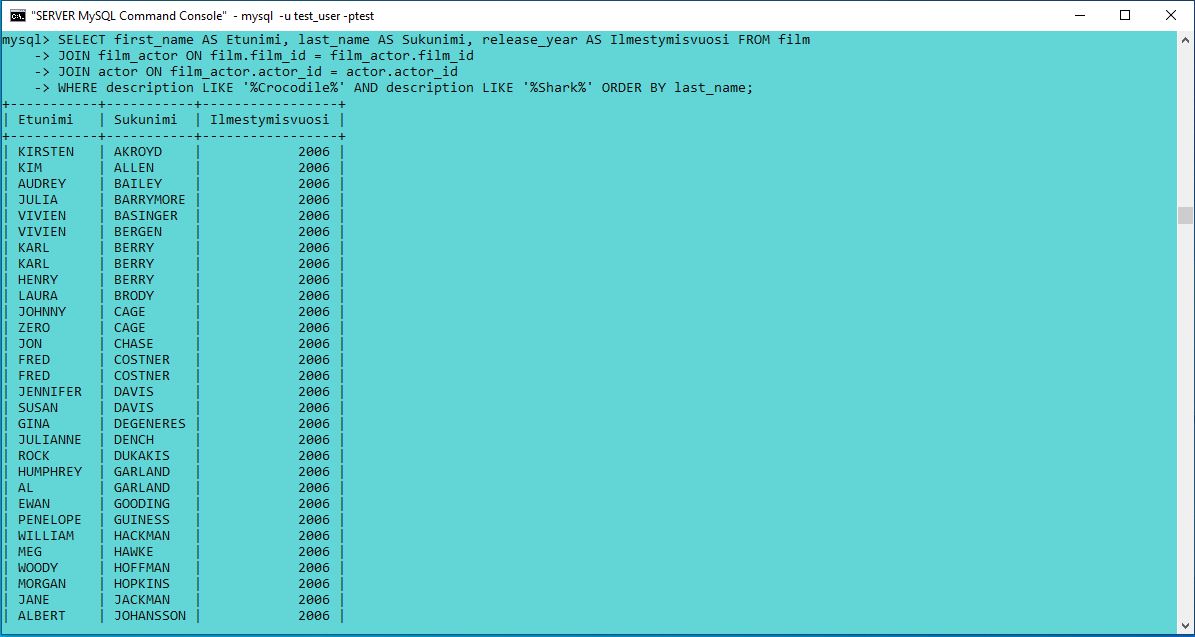 "SERVER MySQL Command Console" - mysql -u test_user -ptest
mysql> SELECT first_name AS Etunimi, last_name AS Sukunimi, release_year AS Ilmestymisvuosi FROM film
    -> JOIN film_actor ON film.film_id = film_actor.film_id
    -> JOIN actor ON film_actor.actor_id = actor.actor_id
    -> WHERE description LIKE '%Crocodile%' AND description LIKE '%Shark%' ORDER BY last_name;
+-----------+-----------+-----------------+
| Etunimi   | Sukunimi  | Ilmestymisvuosi |
+-----------+-----------+-----------------+
| KIRSTEN   | AKROYD    |            2006 |
| KIM       | ALLEN     |            2006 |
| AUDREY    | BAILEY    |            2006 |
| JULIA     | BARRYMORE |            2006 |
| VIVIEN    | BASINGER  |            2006 |
| VIVIEN    | BERGEN    |            2006 |
| KARL      | BERRY     |            2006 |
| KARL      | BERRY     |            2006 |
| HENRY     | BERRY     |            2006 |
| LAURA     | BRODY     |            2006 |
| JOHNNY    | CAGE      |            2006 |
| ZERO      | CAGE      |            2006 |
| JON       | CHASE     |            2006 |
| FRED      | COSTNER   |            2006 |
| FRED      | COSTNER   |            2006 |
| JENNIFER  | DAVIS     |            2006 |
| SUSAN     | DAVIS     |            2006 |
| GINA      | DEGENERES |            2006 |
| JULIANNE  | DENCH     |            2006 |
| ROCK      | DUKAKIS   |            2006 |
| HUMPHREY  | GARLAND   |            2006 |
| AL        | GARLAND   |            2006 |
| EWAN      | GOODING   |            2006 |
| PENELOPE  | GUINESS   |            2006 |
| WILLIAM   | HACKMAN   |            2006 |
| MEG       | HAWKE     |            2006 |
| WOODY     | HOFFMAN   |            2006 |
| MORGAN    | HOPKINS   |            2006 |
| JANE      | JACKMAN   |            2006 |
| ALBERT    | JOHANSSON |            2006 |